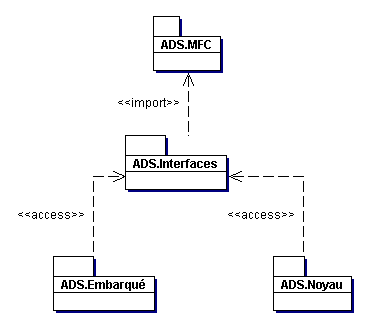 ADS.MFC
<<import>>
ADS.Interfaces
<<access>>
<<access>>
ADS.Embarqué
ADS.Noyau